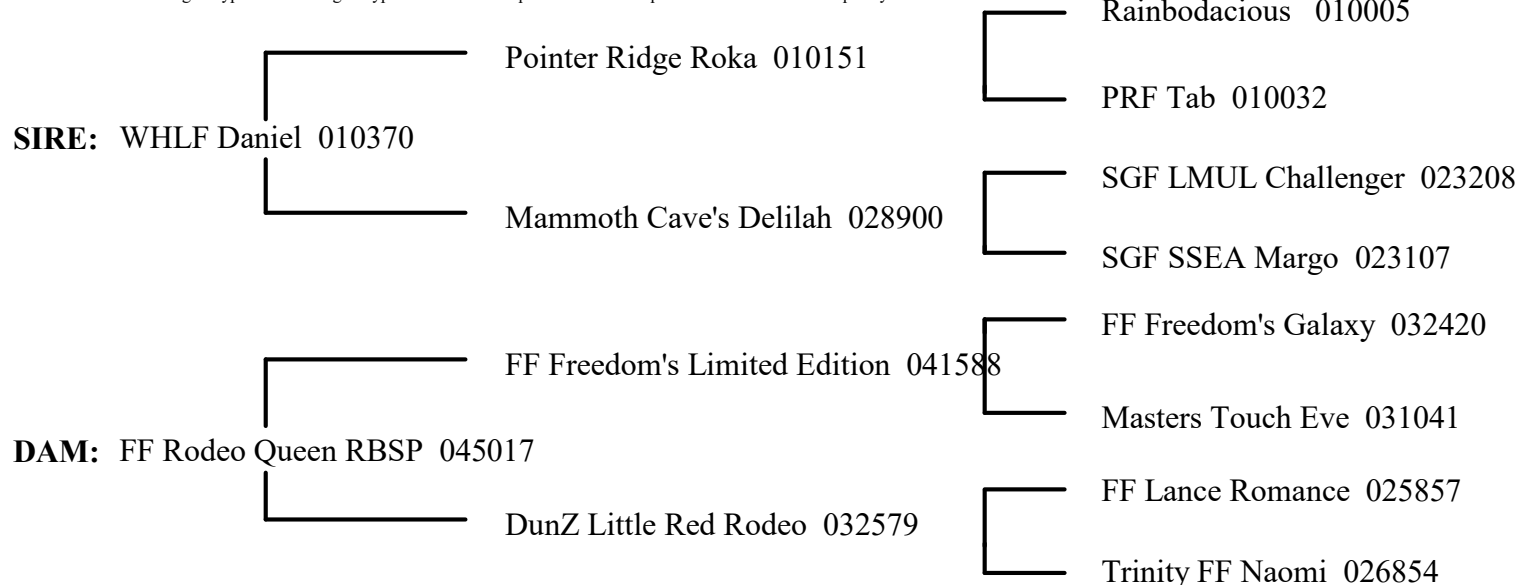 Rainbodacious 010005
Pointer Ridge Roka 010151
PRF Tab 010032
SIRE: WHLF Daniel 010370
SGF LMUL Challenger 023208
Mammoth Cave's Delilah 028900
SGF SSEA Margo 023107
FF Freedom's Galaxy 032420
FF Freedom's Limited Edition 041588
Masters Touch Eve 031041
DAM: FF Rodeo Queen RBSP 045017
FF Lance Romance 025857
DunZ Little Red Rodeo 032579
Trinity FF Naomi 026854